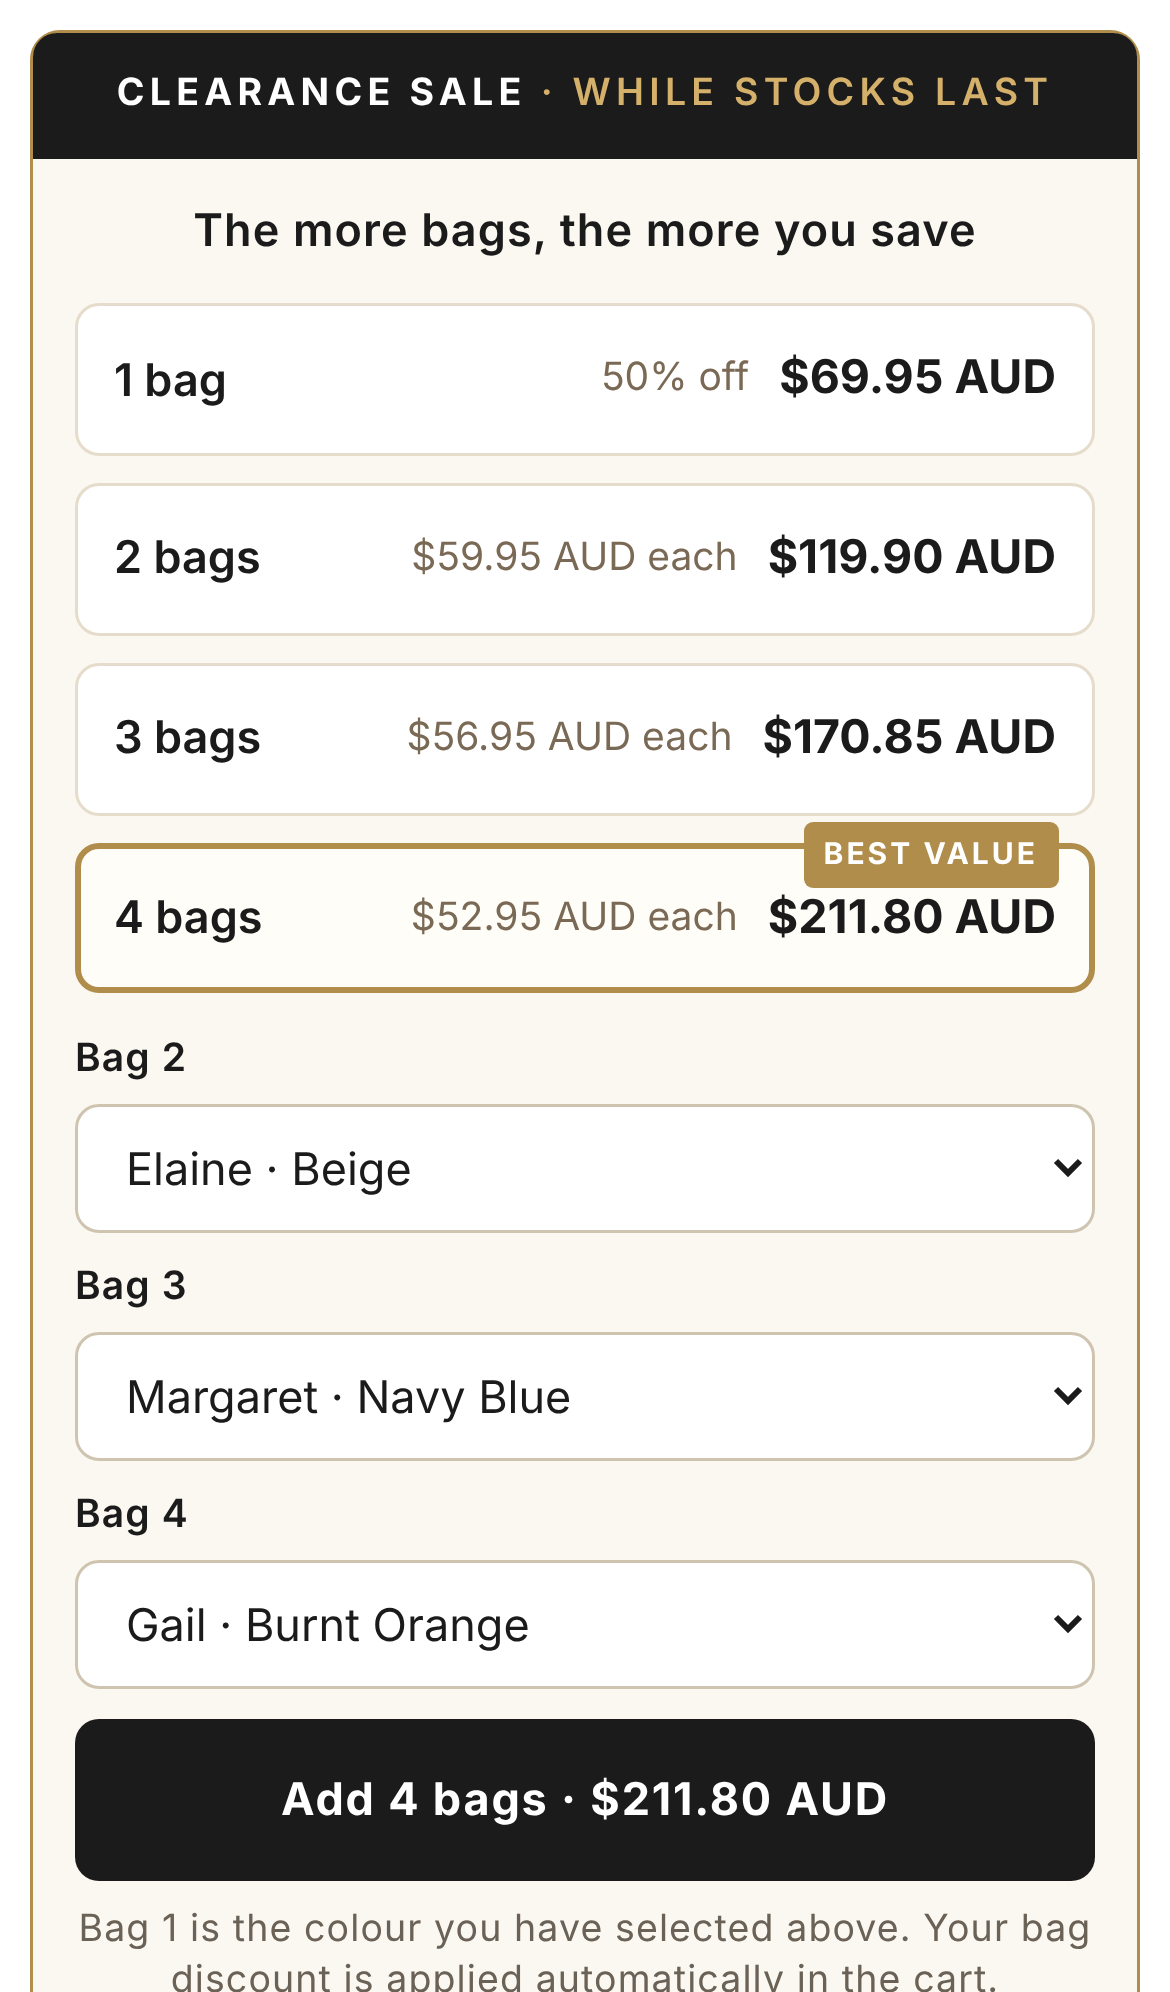 CLEARANCE SALE · WHILE STOCKS LAST
The more bags, the more you save
1 bag 50% off $69.95 AUD
2 bags $59.95 AUD each $119.90 AUD
3 bags $56.95 AUD each $170.85 AUD
BEST VALUE
4 bags $52.95 AUD each $211.80 AUD
Bag 2
Elaine · Beige
Bag 3
Margaret · Navy Blue
Bag 4
Gail · Burnt Orange
Add 4 bags · $211.80 AUD
Bag 1 is the colour you have selected above. Your bag
discount is applied automatically in the cart.